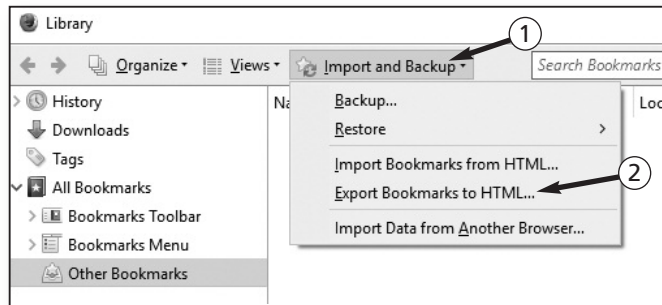 Library
1
Organize Views Import and Backup Search Bookmarks
History
Downloads
Tags
All Bookmarks
Bookmarks Toolbar
Bookmarks Menu
Other Bookmarks
Backup...
Restore
Import Bookmarks from HTML...
Export Bookmarks to HTML...
2
Import Data from Another Browser...